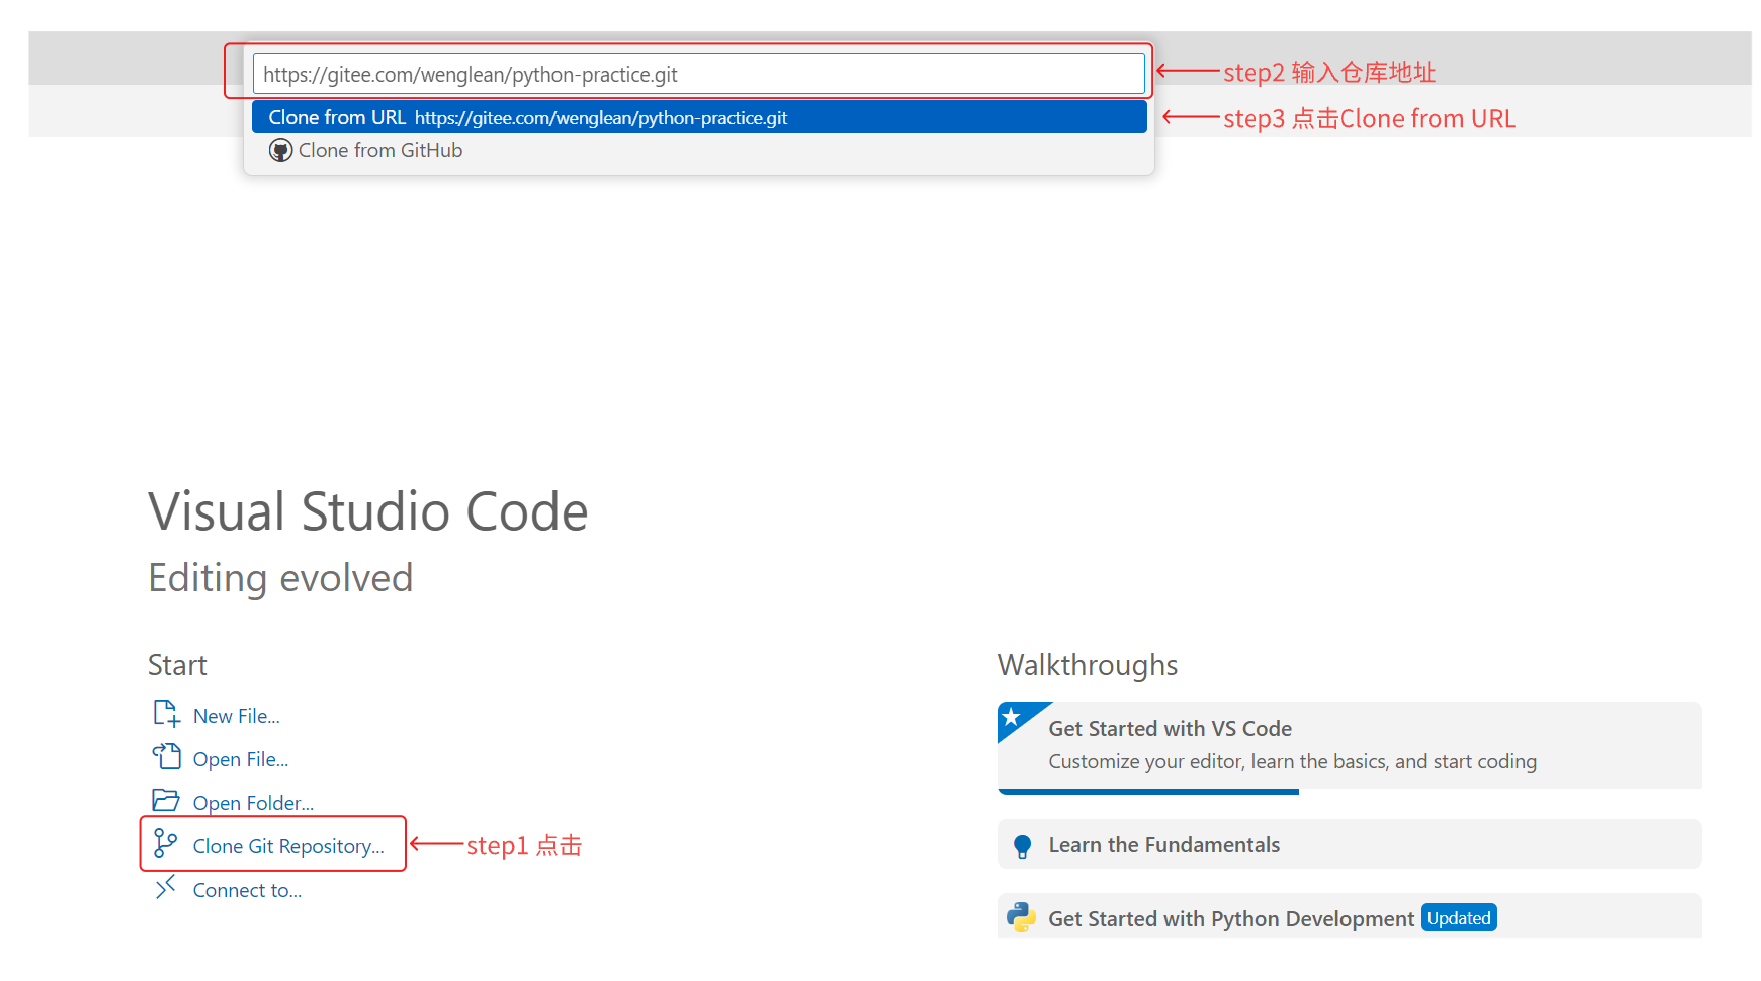 https://gitee.com/wenglean/python-practice.git
step2 输入仓库地址
Clone from URL https://gitee.com/wenglean/python-practice.git
step3 点击Clone from URL
Clone from GitHub
Visual Studio Code
Editing evolved
Start
New File...
Open File...
Open Folder...
Clone Git Repository...
step1 点击
Connect to...
Walkthroughs
Get Started with VS Code
Customize your editor, learn the basics, and start coding
Learn the Fundamentals
Get Started with Python Development Updated